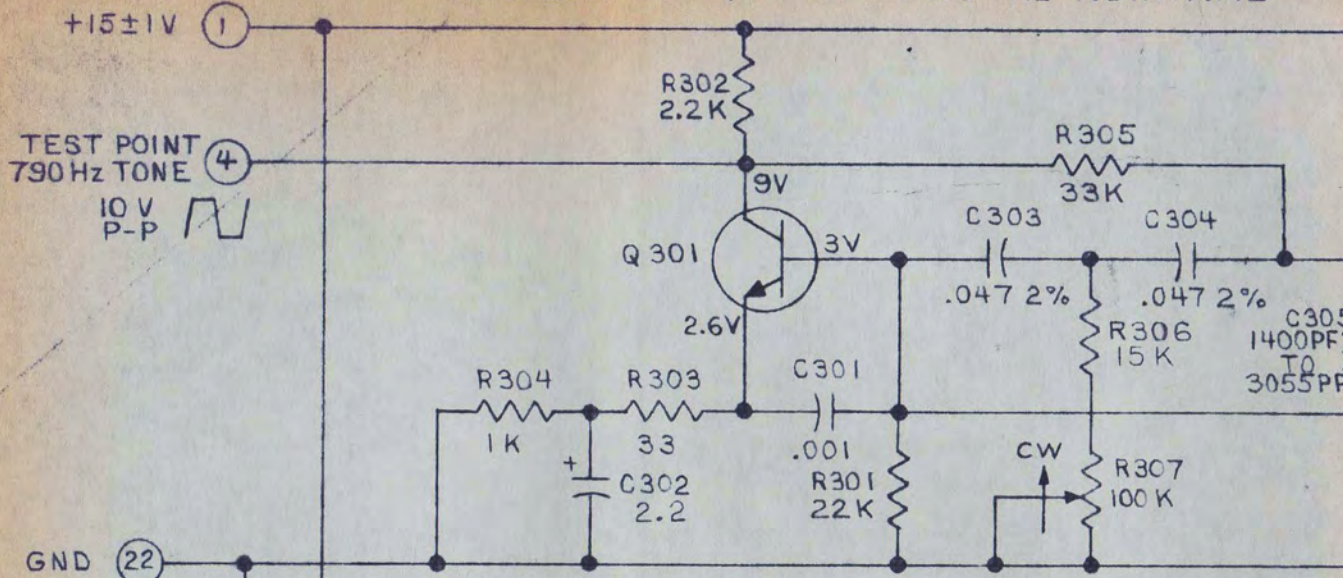 +15±1V 1
R302
2.2K
TEST POINT
790Hz TONE 4
10 V
P-P
9V
R305
33K
Q301
3V
C303
.047 2%
C304
.047 2%
2.6V
R306
15K
C305
1400PF
TO
3055PF
R304
1K
R303
33
C301
.001
+
C302
2.2
R301
22K
CW
R307
100K
GND 22